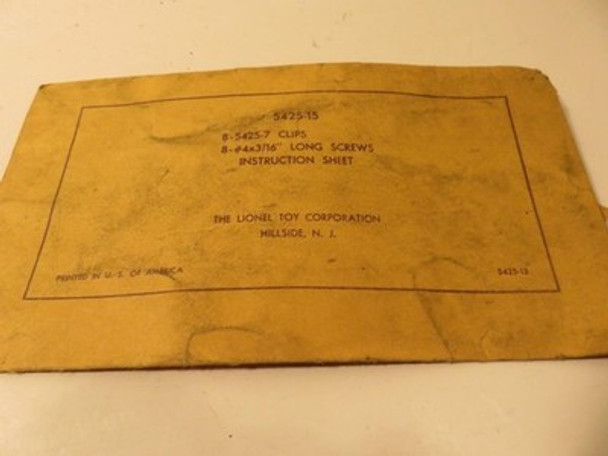 5425-15
8-5425-7 CLIPS
8-#4x3/16" LONG SCREWS
INSTRUCTION SHEET
THE LIONEL TOY CORPORATION
HILLSIDE, N. J.
PRINTED IN U. S. OF AMERICA
5425-15